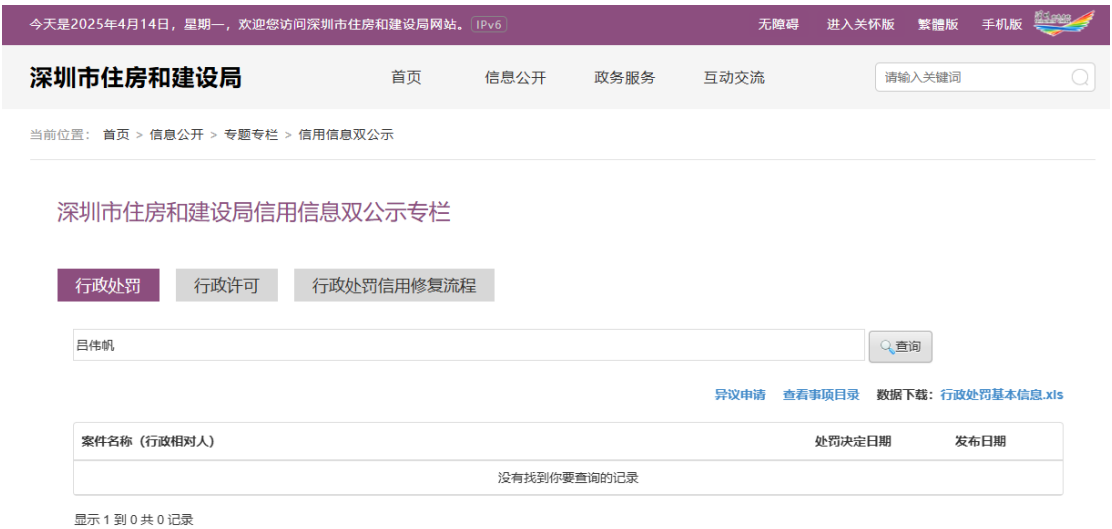 今天是2025年4月14日，星期一，欢迎您访问深圳市住房和建设局网站。 IPv6 无障碍 进入关怀版 繁體版 手机版
深圳市住房和建设局 首页 信息公开 政务服务 互动交流 请输入关键词
当前位置： 首页 > 信息公开 > 专题专栏 > 信用信息双公示
深圳市住房和建设局信用信息双公示专栏
行政处罚 行政许可 行政处罚信用修复流程
吕伟帆 查询
异议申请 查看事项目录 数据下载：行政处罚基本信息.xls
案件名称（行政相对人） 处罚决定日期 发布日期
没有找到你要查询的记录
显示 1 到 0 共 0 记录